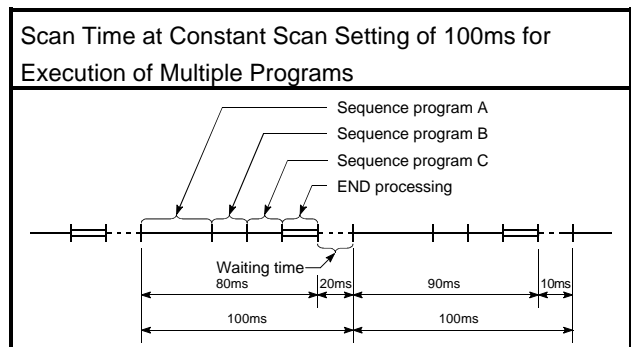 Scan Time at Constant Scan Setting of 100ms for
Execution of Multiple Programs
Sequence program A
Sequence program B
Sequence program C
END processing
Waiting time
80ms
20ms
90ms
10ms
100ms
100ms